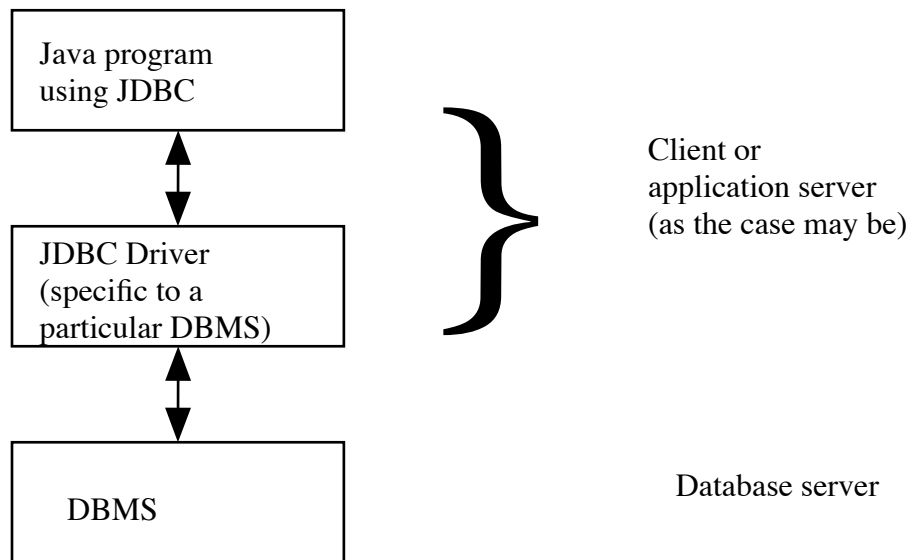 Java program
using JDBC
Client or
application server
(as the case may be)
JDBC Driver
(specific to a
particular DBMS)
DBMS
Database server